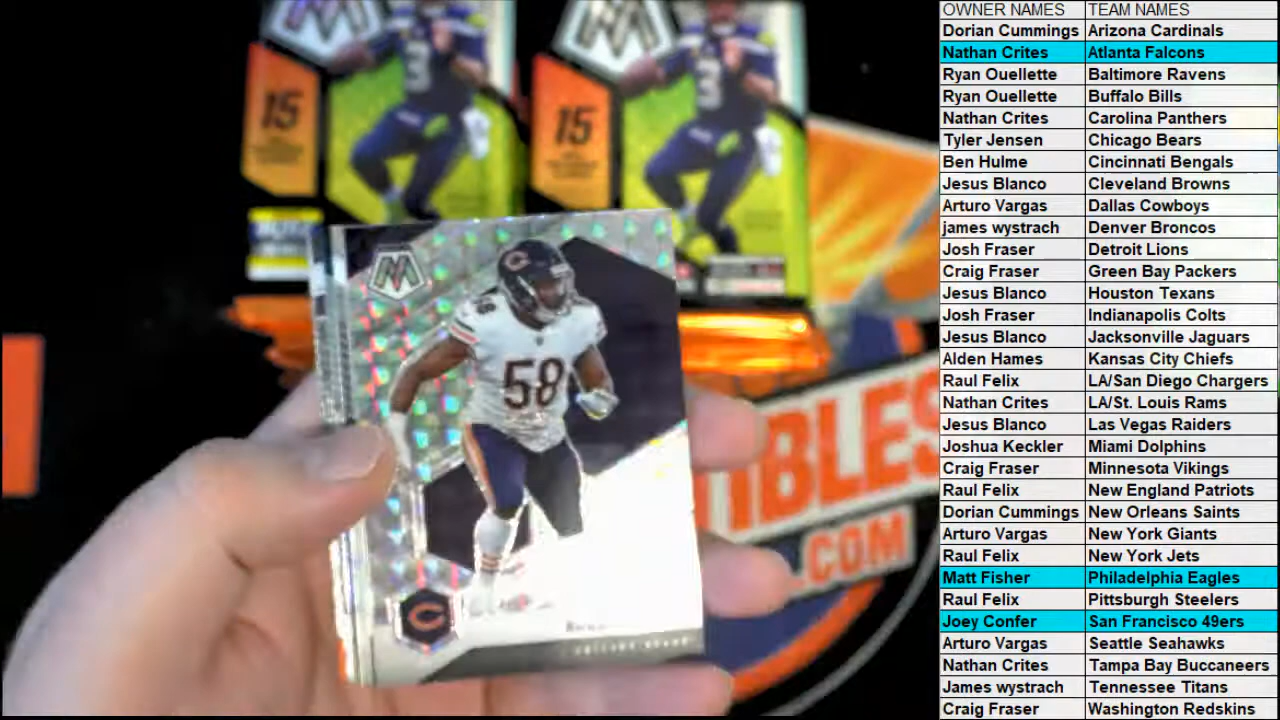 OWNER NAMES TEAM NAMES
Dorian Cummings Arizona Cardinals
Nathan Crites Atlanta Falcons
Ryan Ouellette Baltimore Ravens
Ryan Ouellette Buffalo Bills
Nathan Crites Carolina Panthers
Tyler Jensen Chicago Bears
Ben Hulme Cincinnati Bengals
Jesus Blanco Cleveland Browns
Arturo Vargas Dallas Cowboys
james wystrach Denver Broncos
Josh Fraser Detroit Lions
Craig Fraser Green Bay Packers
Jesus Blanco Houston Texans
Josh Fraser Indianapolis Colts
Jesus Blanco Jacksonville Jaguars
Alden Hames Kansas City Chiefs
Raul Felix LA/San Diego Chargers
Nathan Crites LA/St. Louis Rams
Jesus Blanco Las Vegas Raiders
Joshua Keckler Miami Dolphins
Craig Fraser Minnesota Vikings
Raul Felix New England Patriots
Dorian Cummings New Orleans Saints
Arturo Vargas New York Giants
Raul Felix New York Jets
Matt Fisher Philadelphia Eagles
Raul Felix Pittsburgh Steelers
Joey Confer San Francisco 49ers
Arturo Vargas Seattle Seahawks
Nathan Crites Tampa Bay Buccaneers
James wystrach Tennessee Titans
Craig Fraser Washington Redskins
15
3
15
3
M
58
58
C
TIBLES
.COM